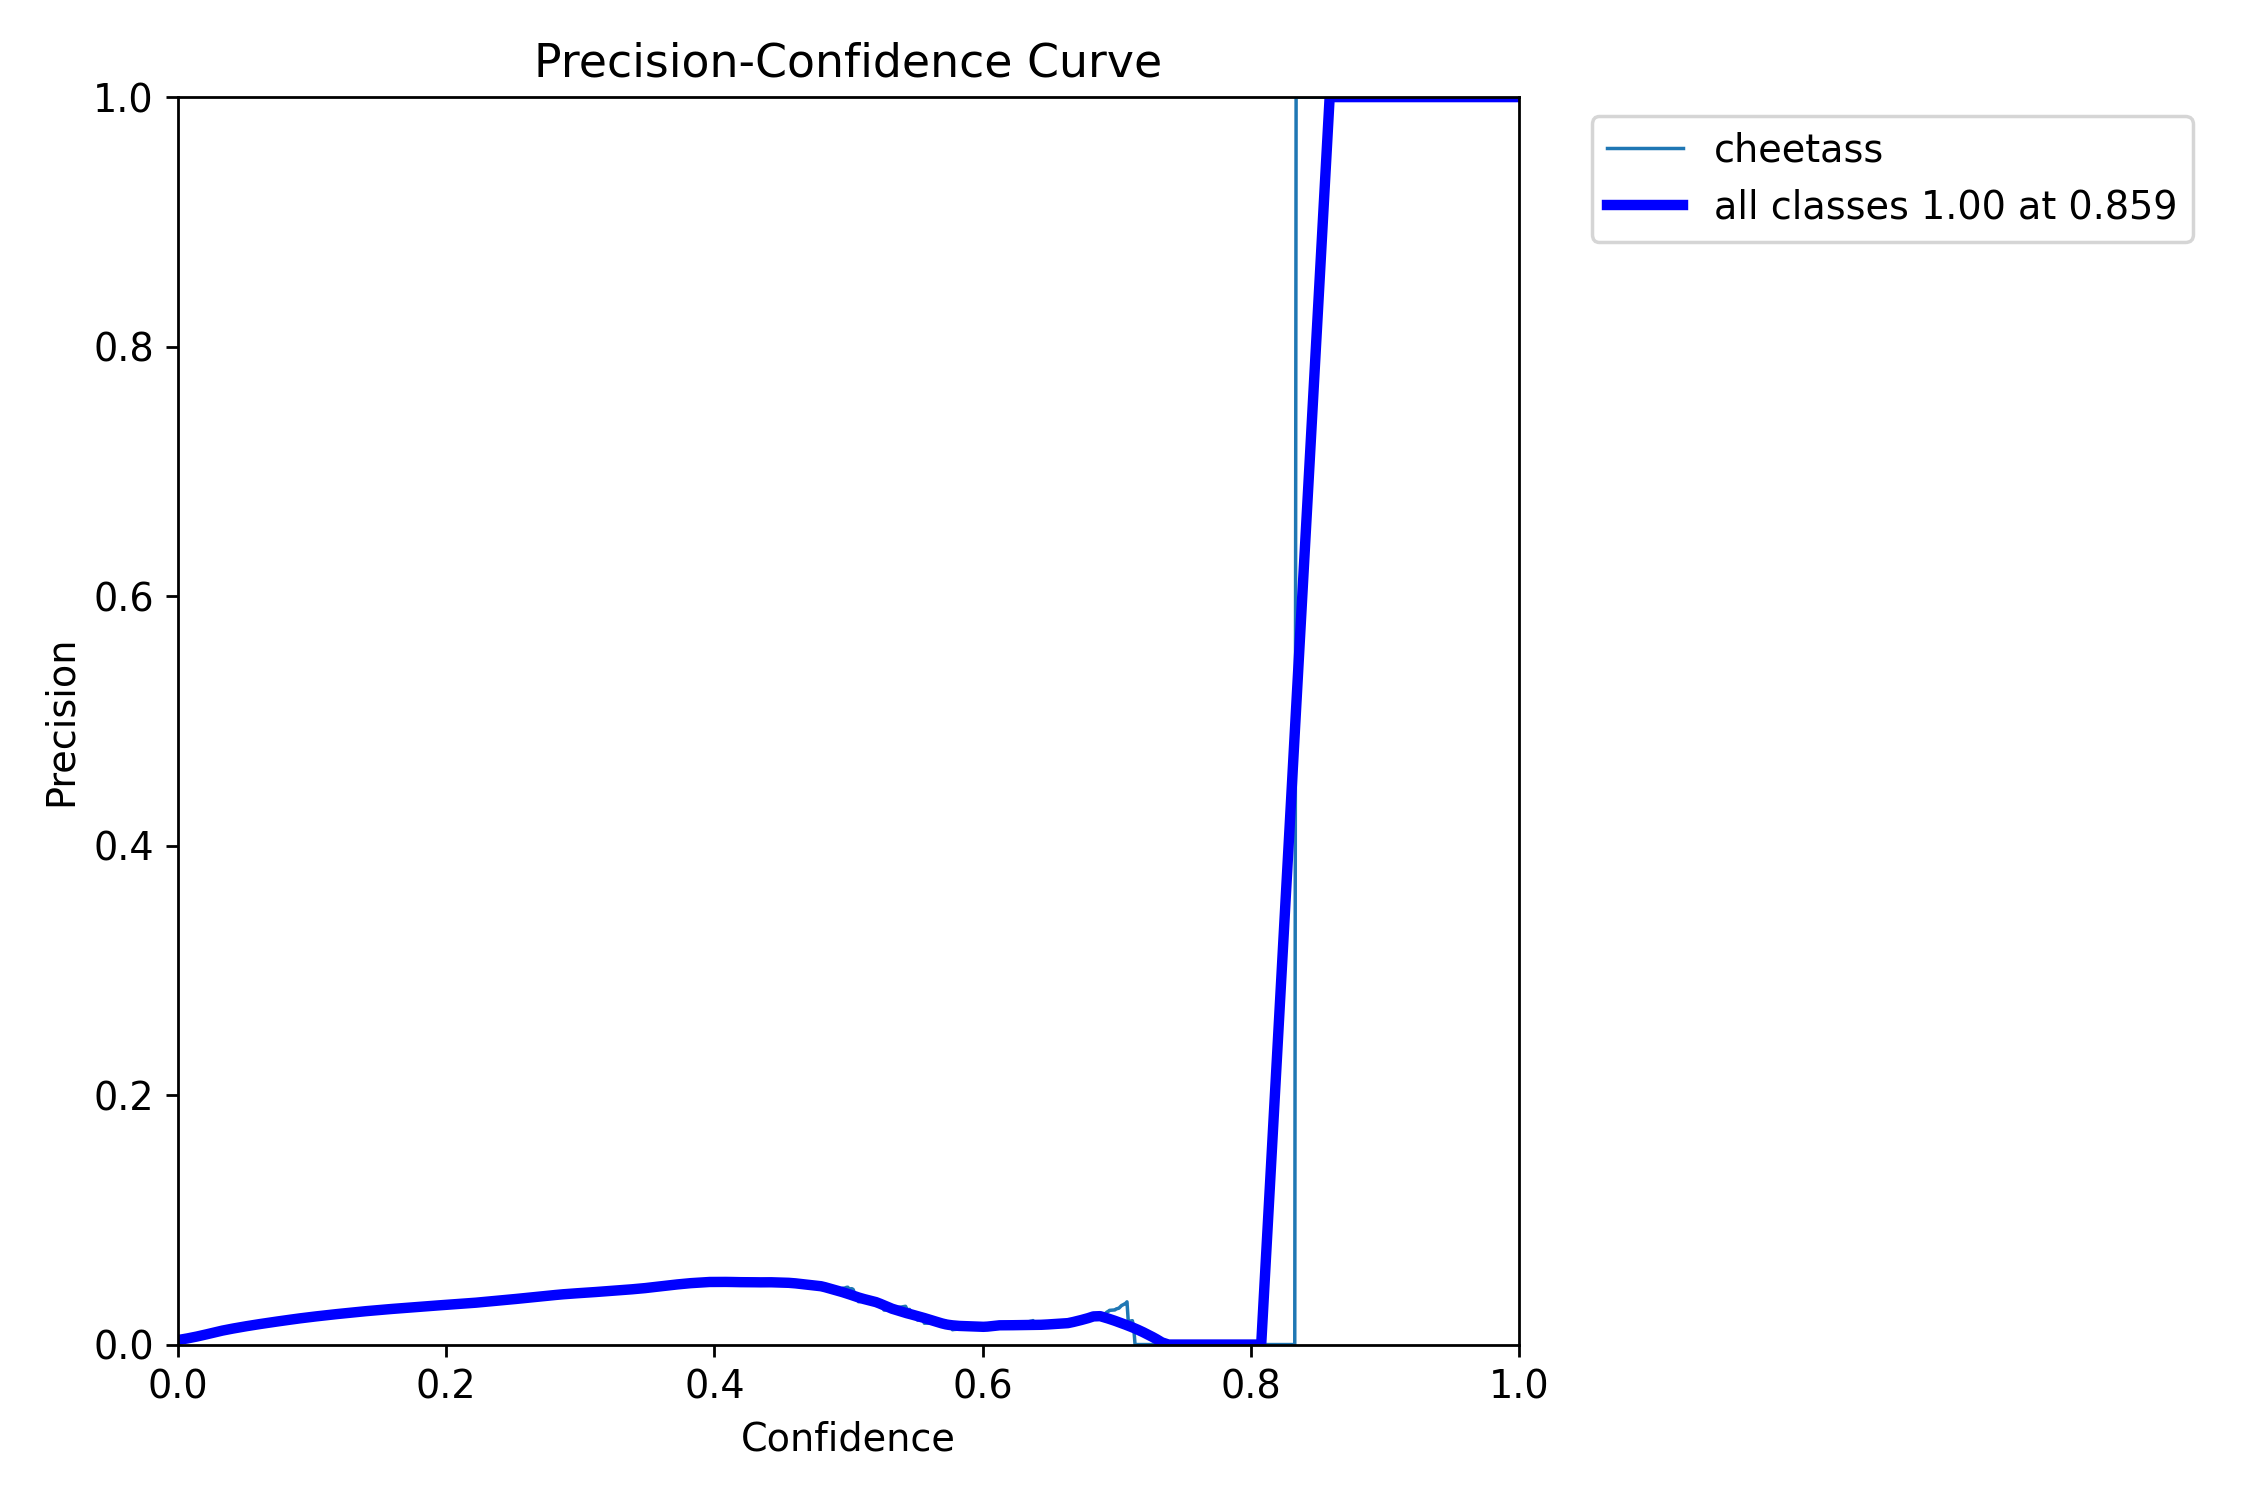 Precision-Confidence Curve
1.0
0.8
0.6
0.4
0.2
0.0
Precision
0.0 0.2 0.4 0.6 0.8 1.0
Confidence
cheetass
all classes 1.00 at 0.859